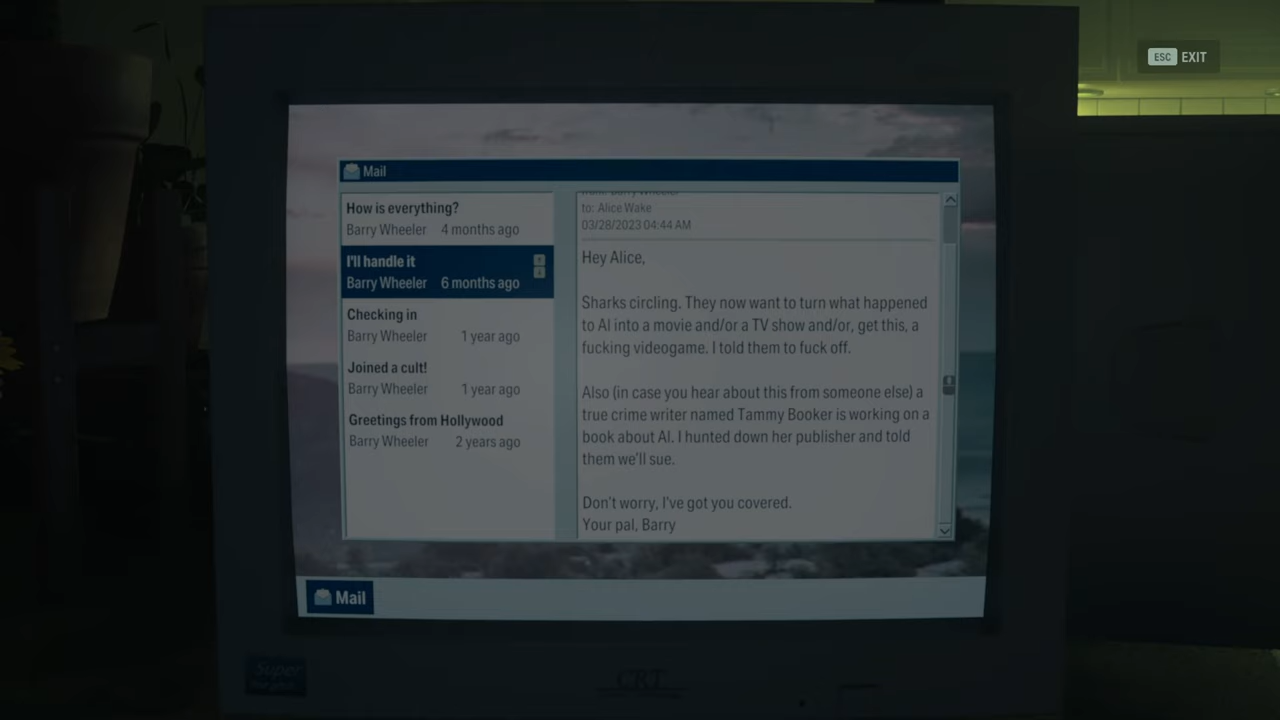 ESC EXIT
Mail
How is everything?
Barry Wheeler 4 months ago
I'll handle it
Barry Wheeler 6 months ago
Checking in
Barry Wheeler 1 year ago
Joined a cult!
Barry Wheeler 1 year ago
Greetings from Hollywood
Barry Wheeler 2 years ago
from: Barry Wheeler
to: Alice Wake
03/28/2023 04:44 AM
Hey Alice,
Sharks circling. They now want to turn what happened
to Al into a movie and/or a TV show and/or, get this, a
fucking videogame. I told them to fuck off.
Also (in case you hear about this from someone else) a
true crime writer named Tammy Booker is working on a
book about Al. I hunted down her publisher and told
them we'll sue.
Don't worry, I've got you covered.
Your pal, Barry
Mail
Super
CRT